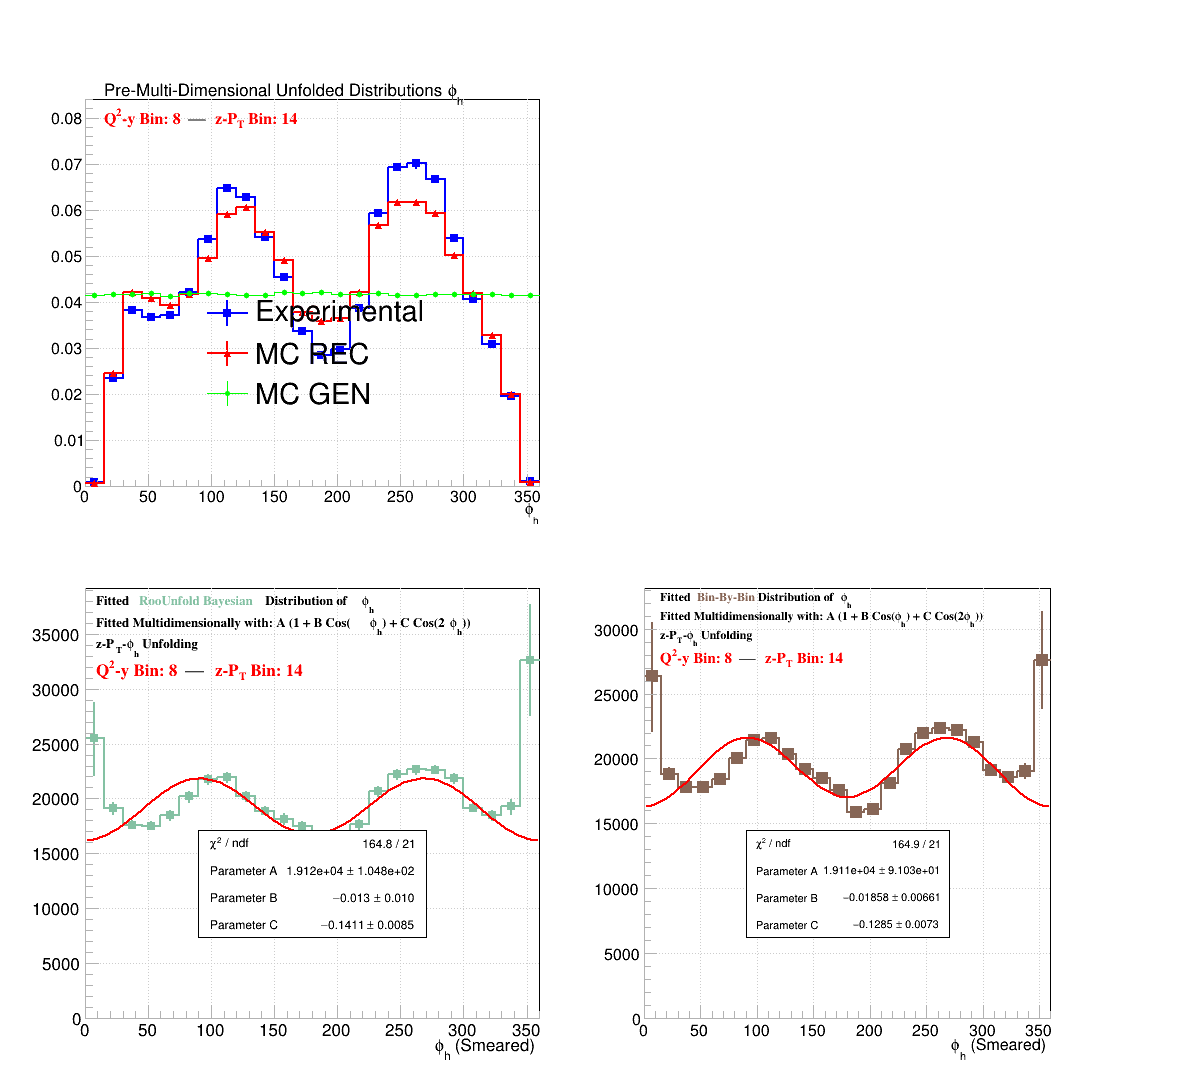 Pre-Multi-Dimensional Unfolded Distributions ϕh
Q2-y Bin: 8 — z-PT Bin: 14
0.08
0.07
0.06
0.05
0.04
0.03
0.02
0.01
0
Experimental
MC REC
MC GEN
0 50 100 150 200 250 300 350
ϕh
Fitted RooUnfold Bayesian Distribution of ϕh
Fitted Multidimensionally with: A (1 + B Cos( ϕh) + C Cos(2 ϕh))
z-PT-ϕh Unfolding
Q2-y Bin: 8 — z-PT Bin: 14
35000
30000
25000
20000
15000
10000
5000
0
χ2 / ndf 164.8 / 21
Parameter A 1.912e+04 ± 1.048e+02
Parameter B −0.013 ± 0.010
Parameter C −0.1411 ± 0.0085
0 50 100 150 200 250 300 350
ϕh (Smeared)
Fitted Bin-By-Bin Distribution of ϕh
Fitted Multidimensionally with: A (1 + B Cos(ϕh) + C Cos(2ϕh))
z-PT-ϕh Unfolding
Q2-y Bin: 8 — z-PT Bin: 14
30000
25000
20000
15000
10000
5000
0
χ2 / ndf 164.9 / 21
Parameter A 1.911e+04 ± 9.103e+01
Parameter B −0.01858 ± 0.00661
Parameter C −0.1285 ± 0.0073
0 50 100 150 200 250 300 350
ϕh (Smeared)